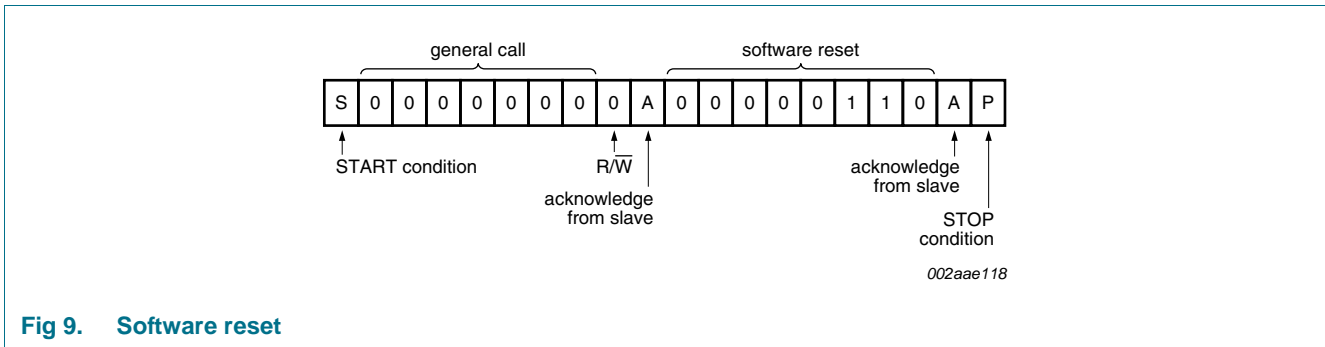 general call software reset
S 0 0 0 0 0 0 0 0 A 0 0 0 0 0 1 1 0 A P
START condition R/W̅ acknowledge from slave acknowledge from slave
STOP condition
002aae118
Fig 9. Software reset